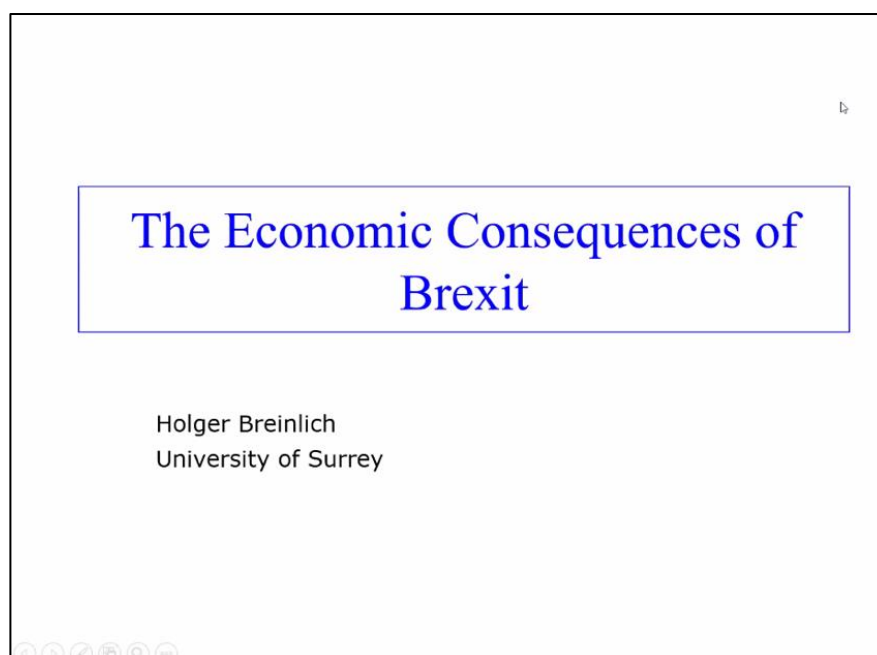 The Economic Consequences of
Brexit
Holger Breinlich
University of Surrey